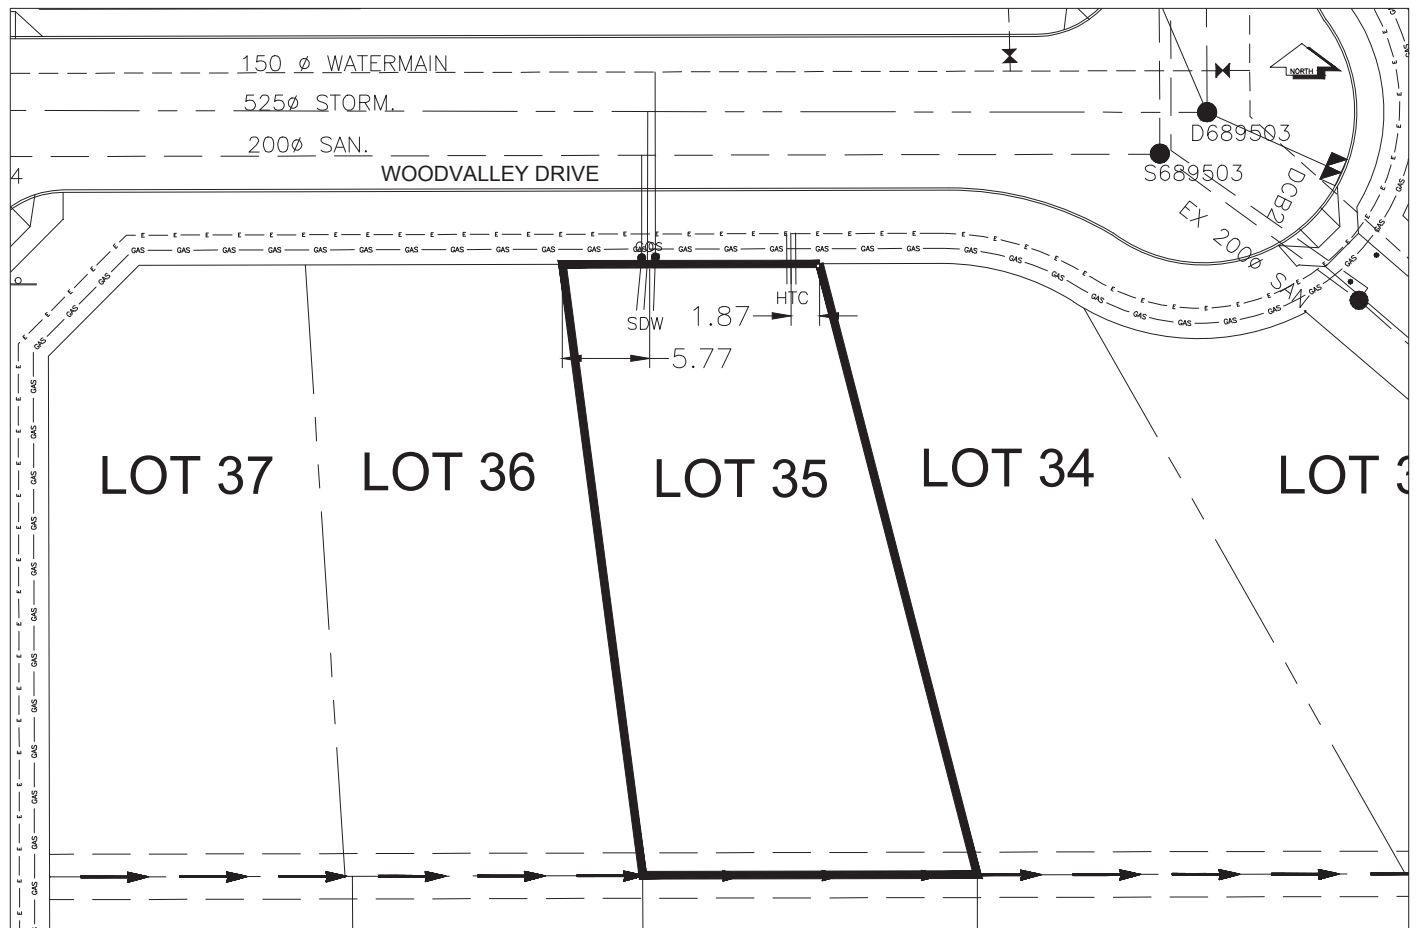 150 ø WATERMAIN
NORTH
525ø STORM.
D689503
200ø SAN.
S689503
WOODVALLEY DRIVE
4
DCB2
EX 200ø SAN
E
GAS
HTC
SDW
1.87
5.77
LOT 37
LOT 36
LOT 35
LOT 34
LOT 3